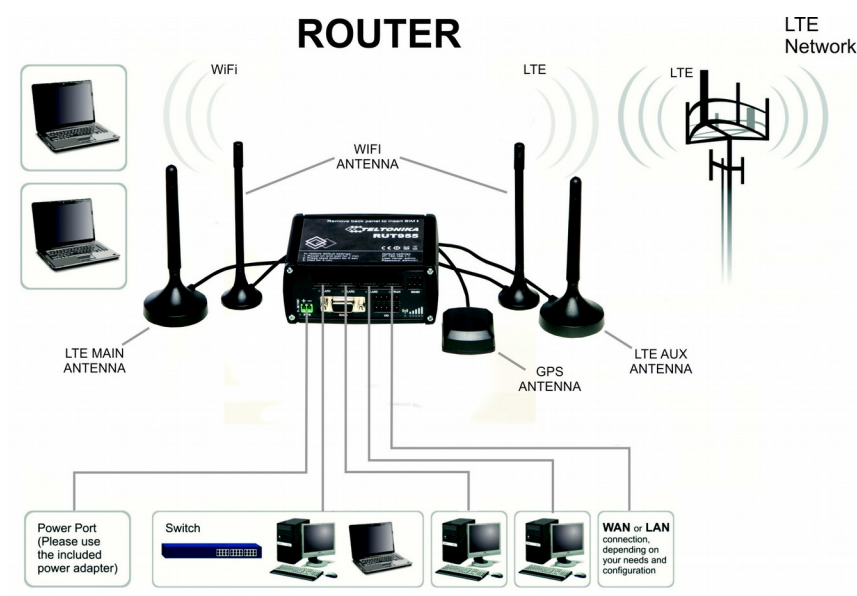 ROUTER
LTE
Network
WiFi
LTE
LTE
WIFI
ANTENNA
Remove back panel to insert SIM
TELTONIKA
RUT955
LTE MAIN
ANTENNA
GPS
ANTENNA
LTE AUX
ANTENNA
Power Port
(Please use
the included
power adapter)
Switch
WAN or LAN
connection,
depending on
your needs and
configuration